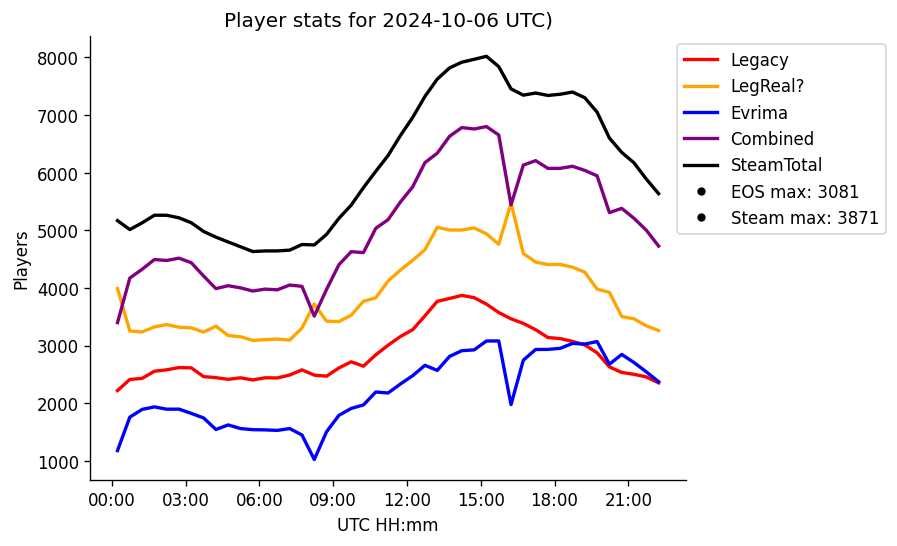 Player stats for 2024-10-06 UTC)
8000
7000
6000
5000
4000
3000
2000
1000
Players
00:00 03:00 06:00 09:00 12:00 15:00 18:00 21:00
UTC HH:mm
Legacy
LegReal?
Evrima
Combined
SteamTotal
EOS max: 3081
Steam max: 3871